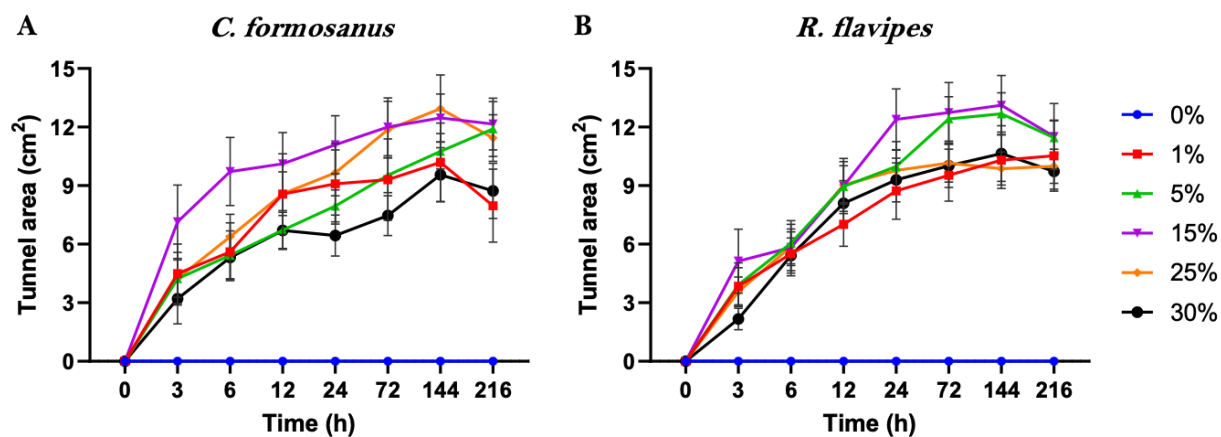 A
C. formosanus
15
12
9
6
3
0
Tunnel area (cm²)
0 3 6 12 24 72 144 216
Time (h)
B
R. flavipes
15
12
9
6
3
0
Tunnel area (cm²)
0 3 6 12 24 72 144 216
Time (h)
0%
1%
5%
15%
25%
30%